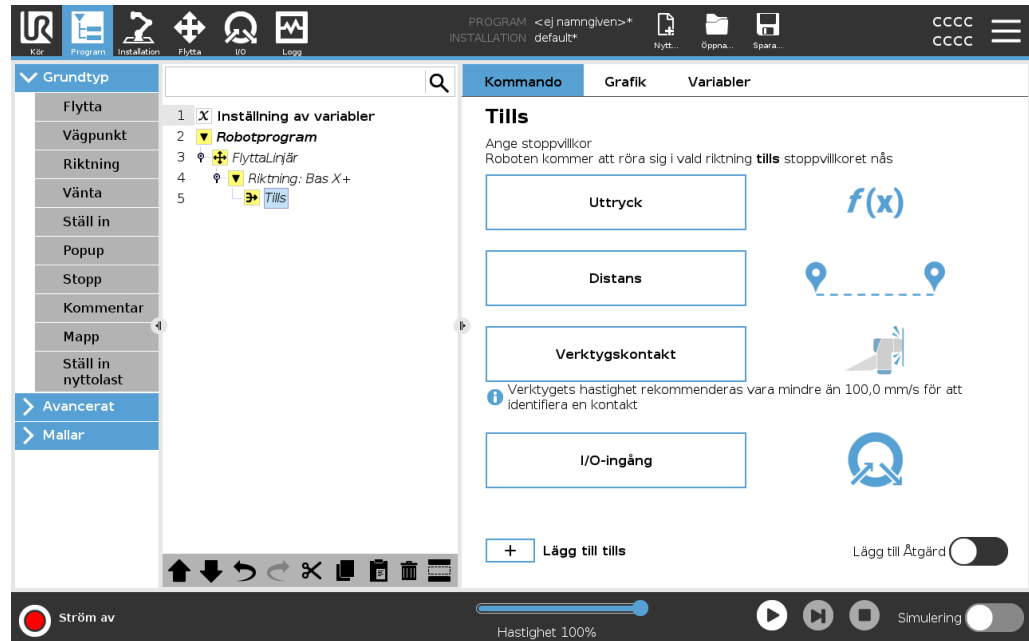 UR
Kör
Program
Installation
Flytta
I/O
Logg
PROGRAM <ej namngiven>*
INSTALLATION default*
Nytt...
Öppna...
Spara...
cccc
cccc
Grundtyp
Flytta
Vägpunkt
Riktning
Vänta
Ställ in
Popup
Stopp
Kommentar
Mapp
Ställ in
nyttolast
Avancerat
Mallar
1 X Inställning av variabler
2 Robotprogram
3 FlyttaLinjär
4 Riktning: Bas X+
5 Tills
Kommando Grafik Variabler
Tills
Ange stoppvillkor
Roboten kommer att röra sig i vald riktning tills stoppvillkoret nås
Uttryck
f(x)
Distans
Verktygskontakt
Verktygets hastighet rekommenderas vara mindre än 100,0 mm/s för att
identifiera en kontakt
I/O-ingång
+ Lägg till tills
Lägg till Åtgärd
Ström av
Hastighet 100%
Simulering